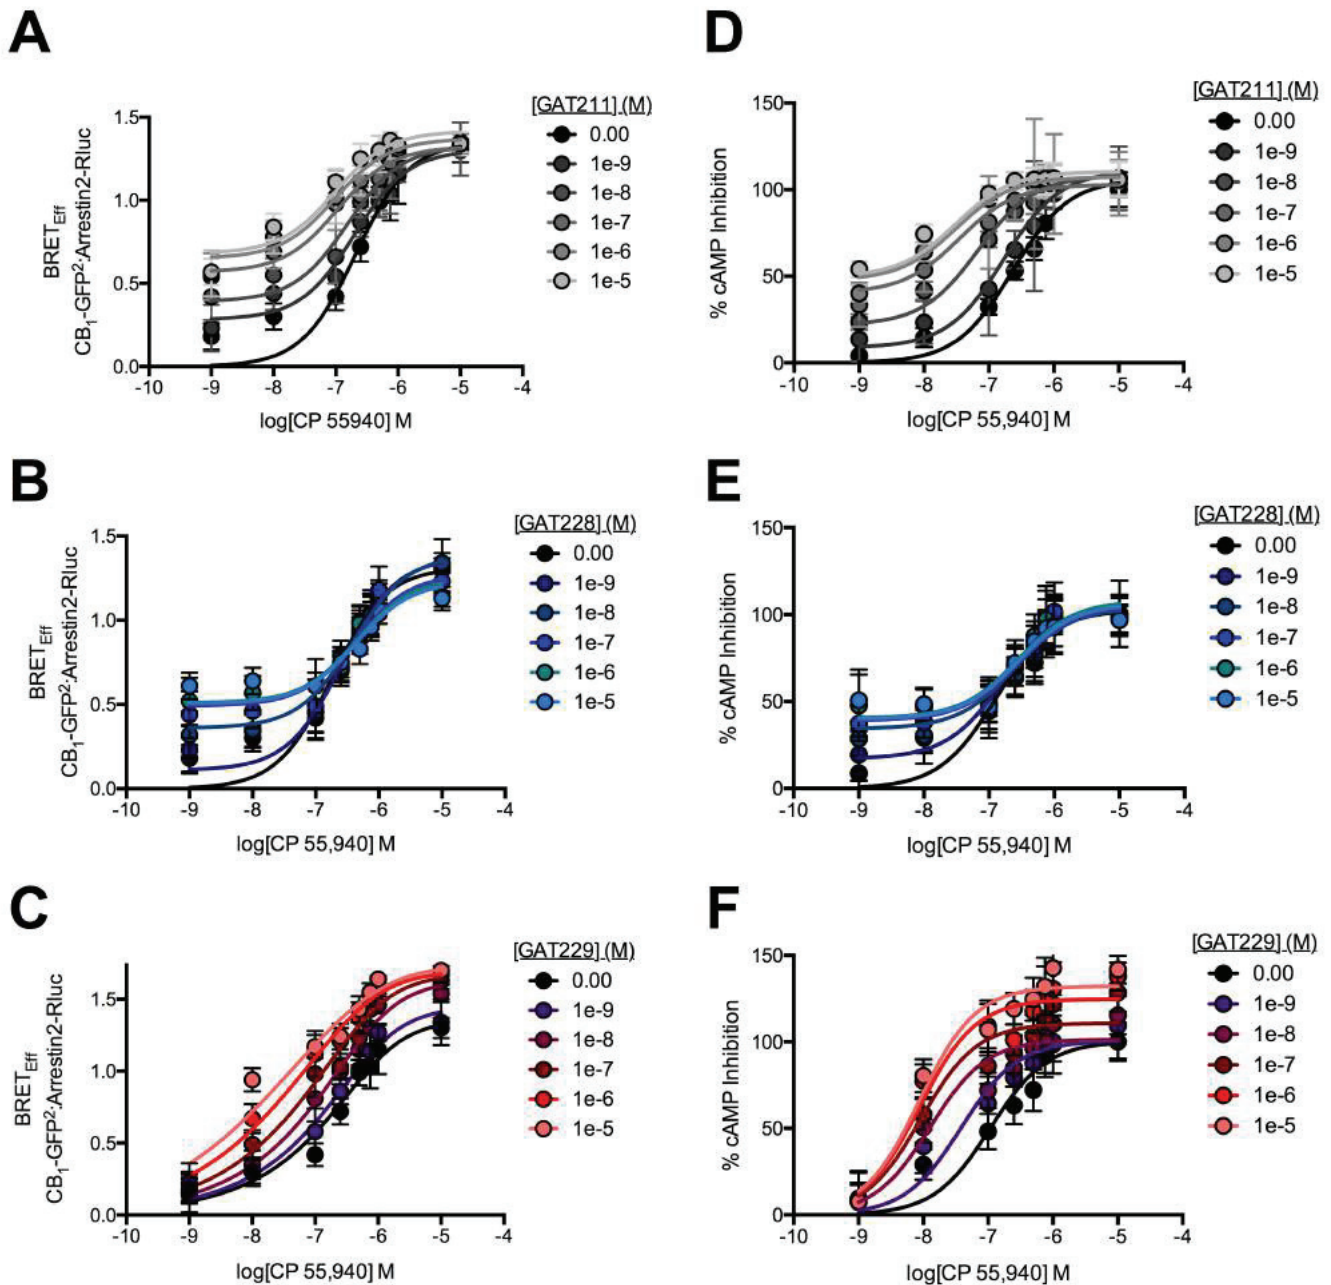 A
BRET_Eff
CB₁-GFP²·Arrestin2-Rluc
1.5
1.0
0.5
0.0
-10 -9 -8 -7 -6 -5 -4
log[CP 55940] M
[GAT211] (M)
0.00
1e-9
1e-8
1e-7
1e-6
1e-5
D
% cAMP Inhibition
150
100
50
0
-10 -9 -8 -7 -6 -5 -4
log[CP 55,940] M
[GAT211] (M)
0.00
1e-9
1e-8
1e-7
1e-6
1e-5
B
BRET_Eff
CB₁-GFP²·Arrestin2-Rluc
1.5
1.0
0.5
0.0
-10 -9 -8 -7 -6 -5 -4
log[CP 55,940] M
[GAT228] (M)
0.00
1e-9
1e-8
1e-7
1e-6
1e-5
E
% cAMP Inhibition
150
100
50
0
-10 -9 -8 -7 -6 -5 -4
log[CP 55,940] M
[GAT228] (M)
0.00
1e-9
1e-8
1e-7
1e-6
1e-5
C
BRET_Eff
CB₁-GFP²·Arrestin2-Rluc
1.5
1.0
0.5
0.0
-10 -9 -8 -7 -6 -5 -4
log[CP 55,940] M
[GAT229] (M)
0.00
1e-9
1e-8
1e-7
1e-6
1e-5
F
% cAMP Inhibition
150
100
50
0
-10 -9 -8 -7 -6 -5 -4
log[CP 55,940] M
[GAT229] (M)
0.00
1e-9
1e-8
1e-7
1e-6
1e-5